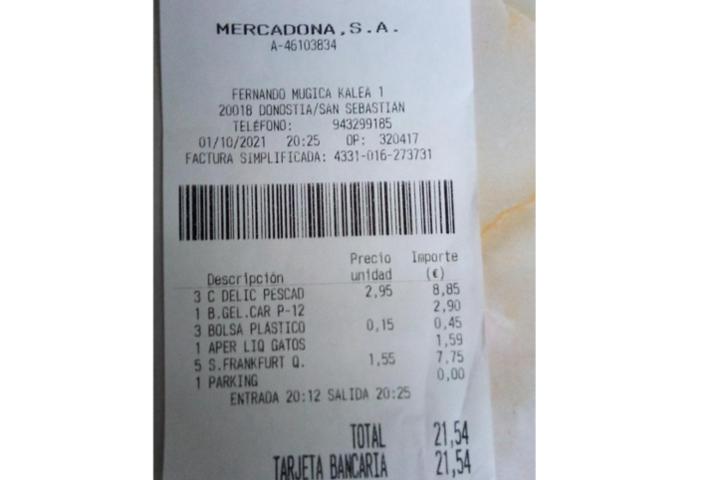 MERCADONA,S.A.
A-46103834
FERNANDO MUGICA KALEA 1
20018 DONOSTIA/SAN SEBASTIAN
TELÉFONO: 943299185
01/10/2021 20:25 OP: 320417
FACTURA SIMPLIFICADA: 4331-016-273731
Precio Importe
Descripción unidad (€)
3 C DELIC PESCAD 2,95 8,85
1 B.GEL.CAR P-12 2,90
3 BOLSA PLASTICO 0,15 0,45
1 APER LIQ GATOS 1,59
5 S.FRANKFURT Q. 1,55 7,75
1 PARKING 0,00
ENTRADA 20:12 SALIDA 20:25
TOTAL 21,54
TARJETA BANCARIA 21,54